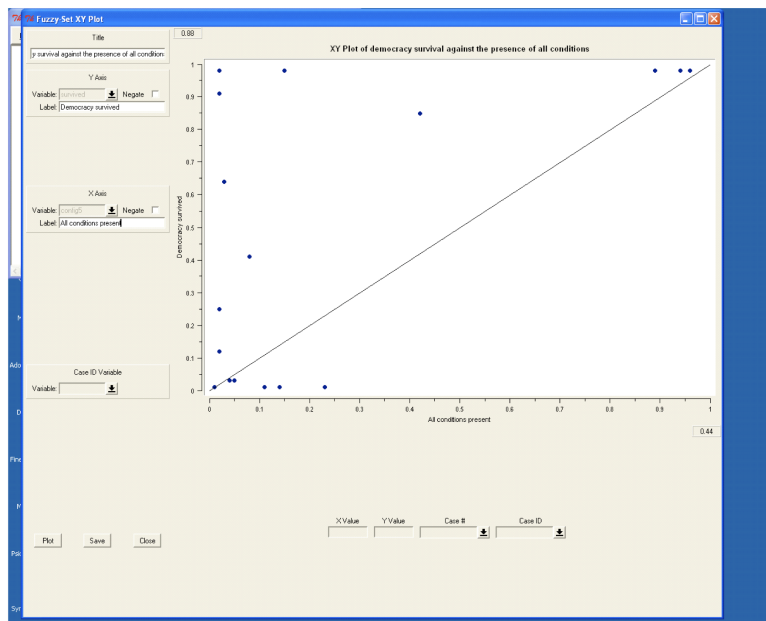 Fuzzy-Set XY Plot
Title
y survival against the presence of all condition
Y Axis
Variable: survived Negate
Label: Democracy survived
X Axis
Variable: config5 Negate
Label: All conditions present
Case ID Variable
Variable:
Plot Save Close
0.88
XY Plot of democracy survival against the presence of all conditions
1
0.9
0.8
0.7
0.6
0.5
0.4
0.3
0.2
0.1
0
Democracy survived
0 0.1 0.2 0.3 0.4 0.5 0.6 0.7 0.8 0.9 1
All conditions present
0.44
X Value Y Value Case # Case ID
Ado
D
Fine
M
Psic
Syr